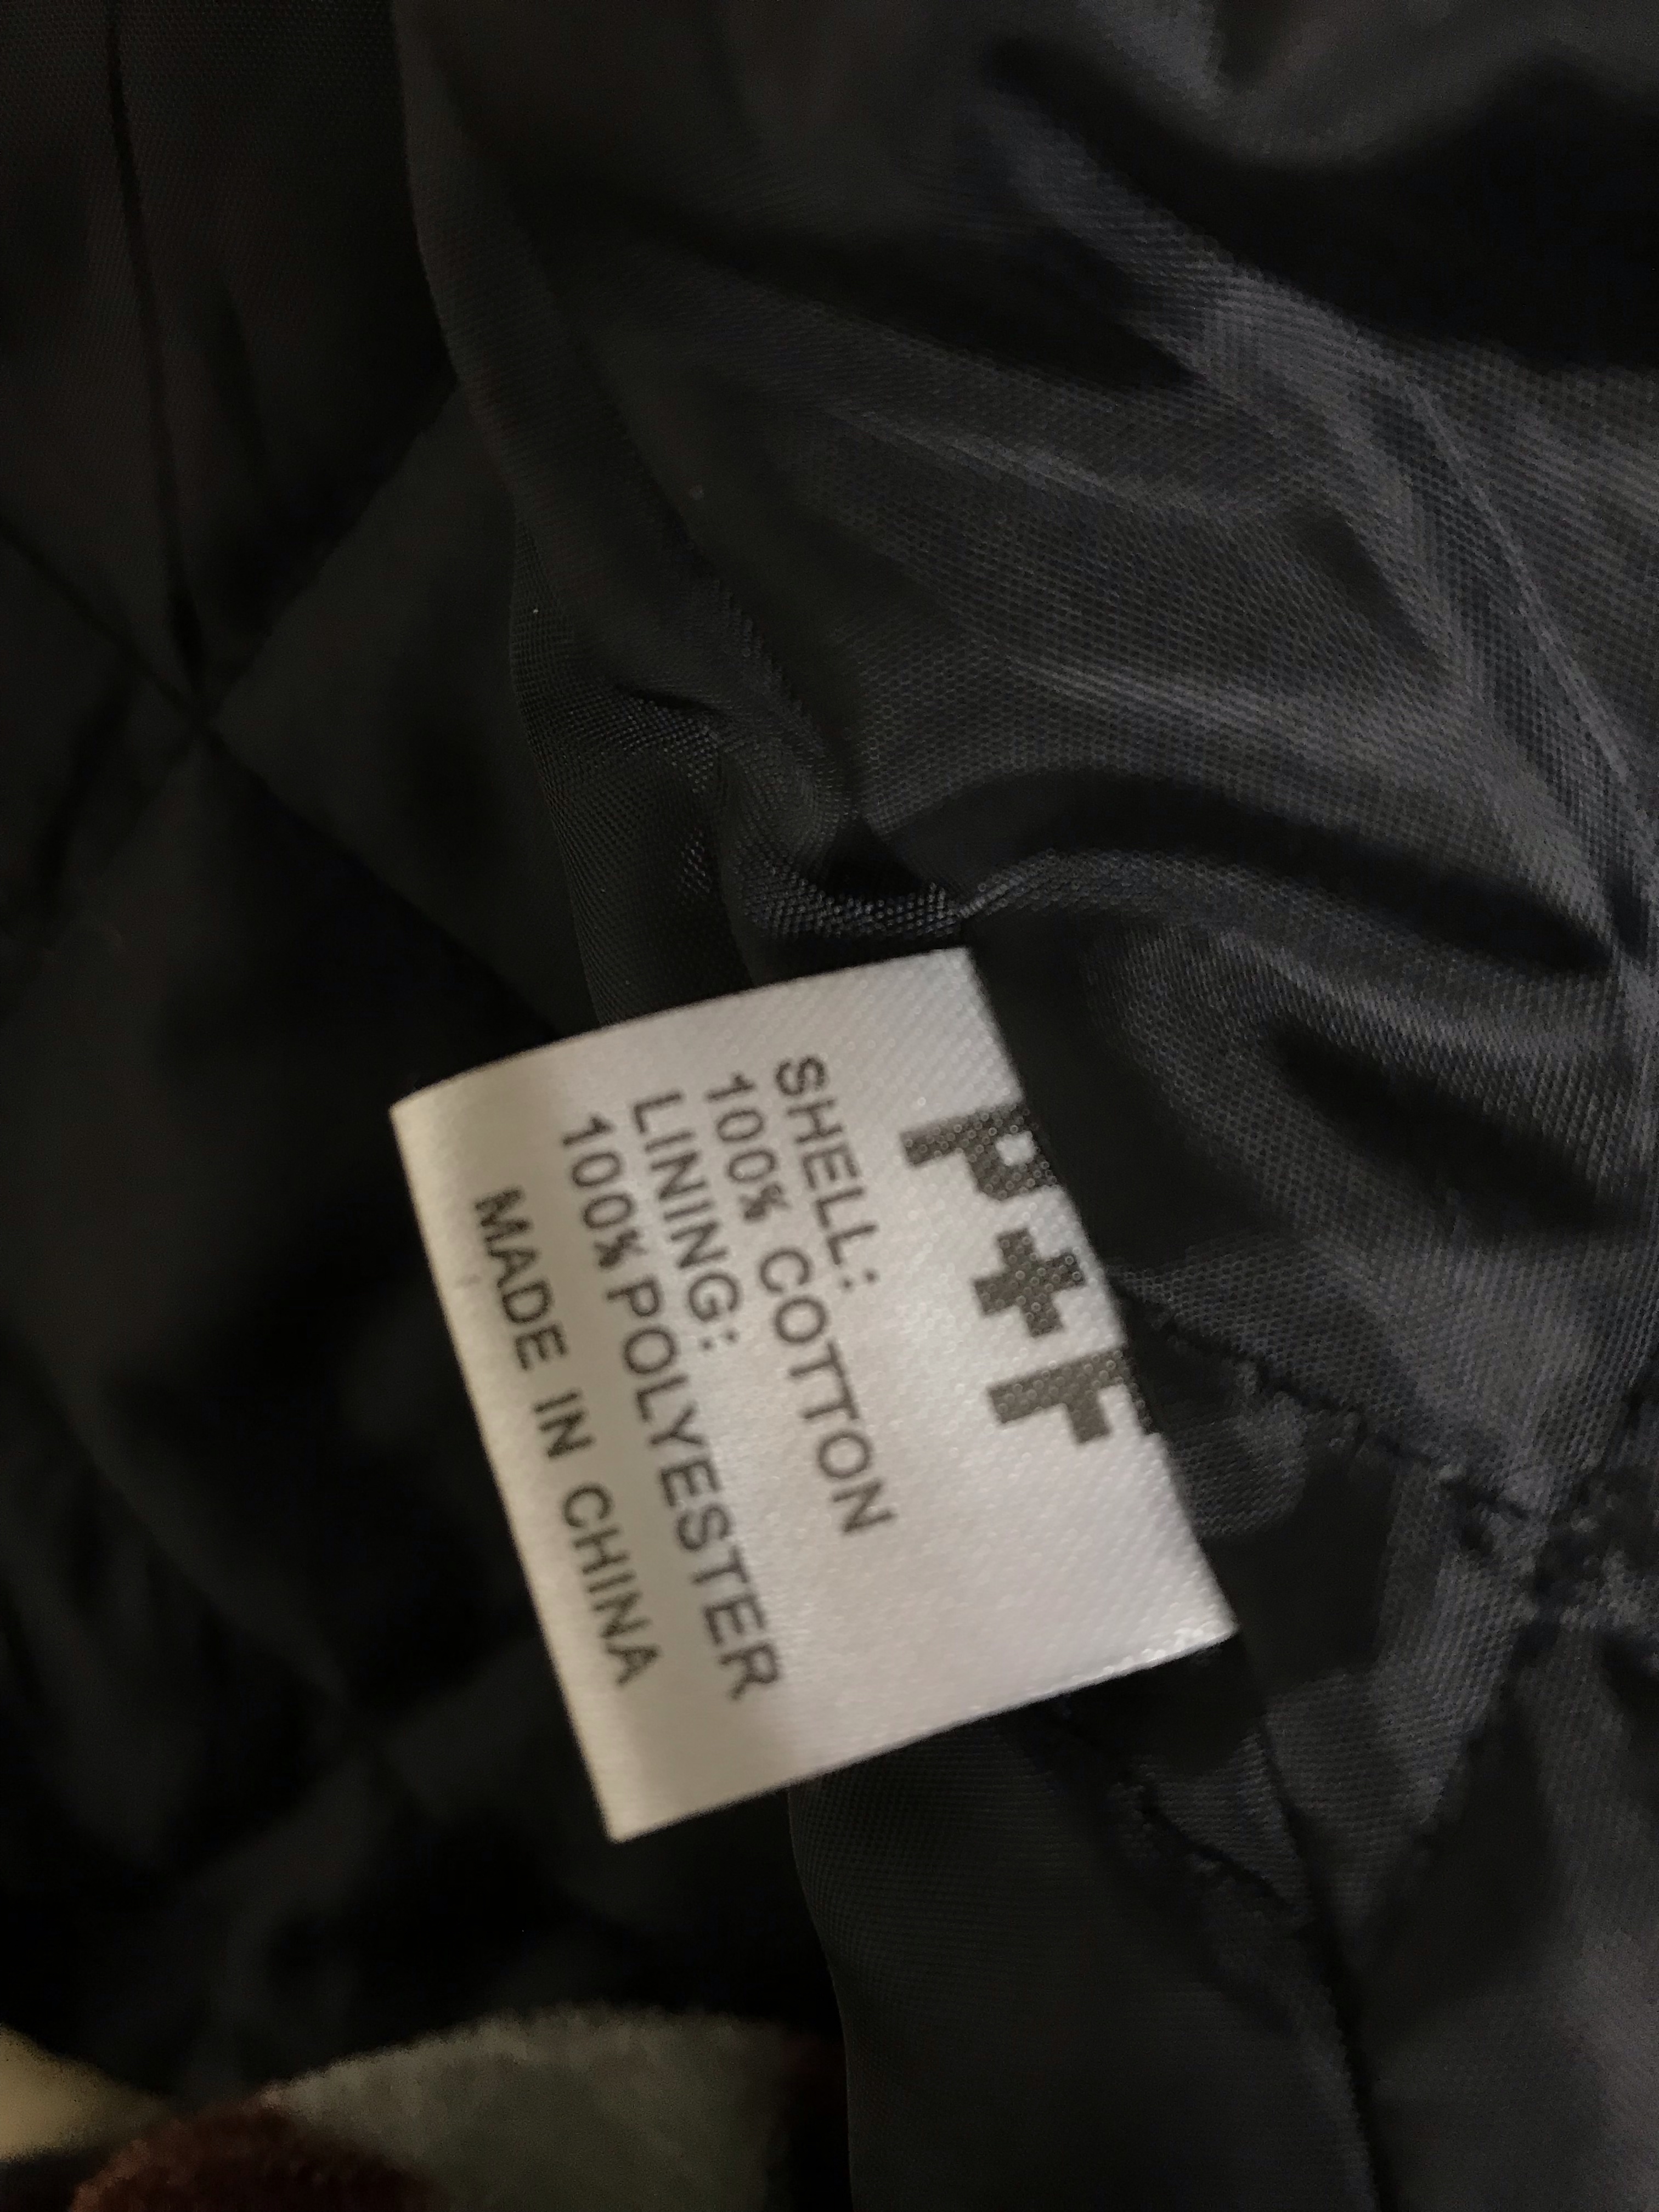 P+F
SHELL:
100% COTTON
LINING:
100% POLYESTER
MADE IN CHINA